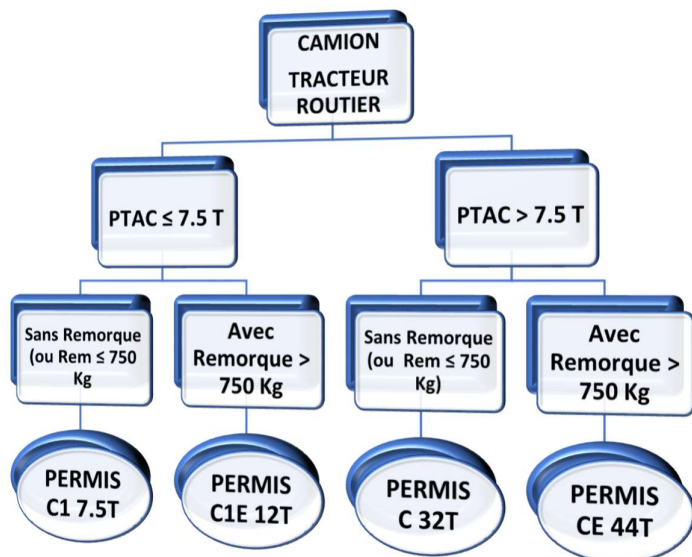 CAMION
TRACTEUR
ROUTIER
PTAC ≤ 7.5 T
PTAC > 7.5 T
Sans Remorque
(ou Rem ≤ 750
Kg
Avec
Remorque >
750 Kg
Sans Remorque
(ou Rem ≤ 750
Kg)
Avec
Remorque >
750 Kg
PERMIS
C1 7.5T
PERMIS
C1E 12T
PERMIS
C 32T
PERMIS
CE 44T